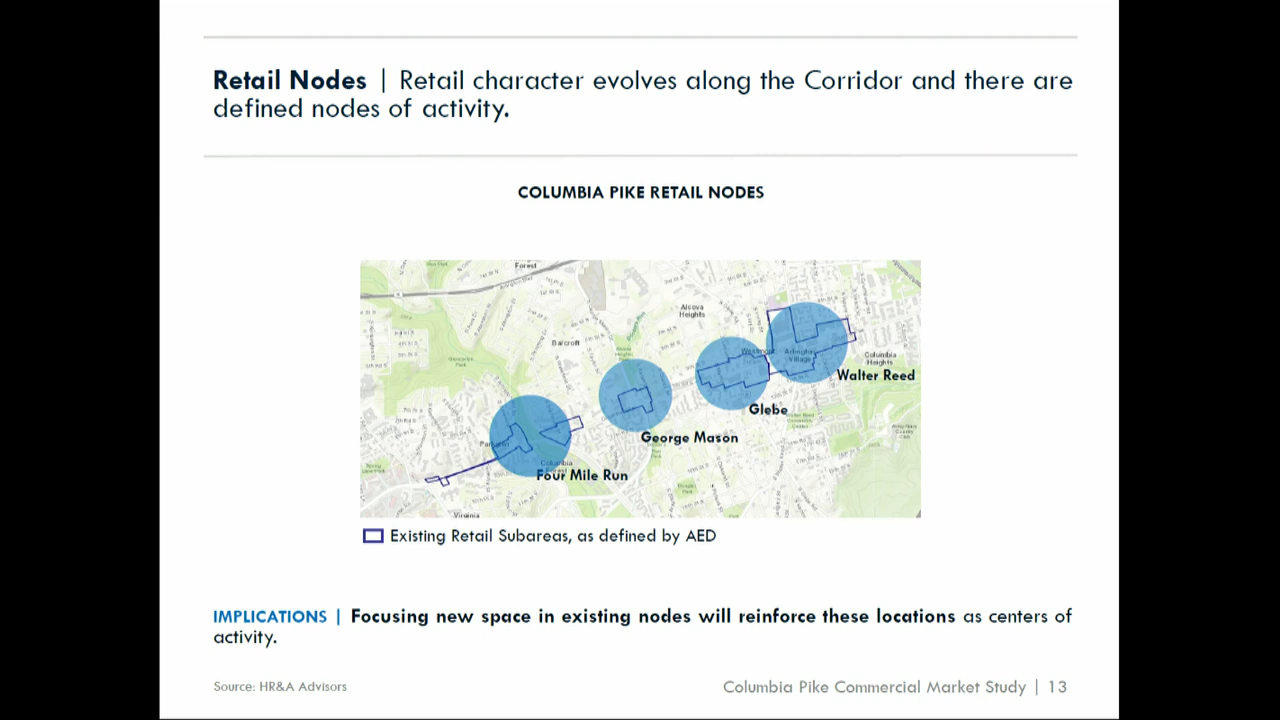 Retail Nodes | Retail character evolves along the Corridor and there are
defined nodes of activity.
COLUMBIA PIKE RETAIL NODES
Forest
Alcova
Heights
Barcroft
Arlington
Village
Columbia
Heights
Walter Reed
Glebe
George Mason
Columbia
Four Mile Run
Virginia
Existing Retail Subareas, as defined by AED
IMPLICATIONS | Focusing new space in existing nodes will reinforce these locations as centers of
activity.
Source: HR&A Advisors
Columbia Pike Commercial Market Study | 13